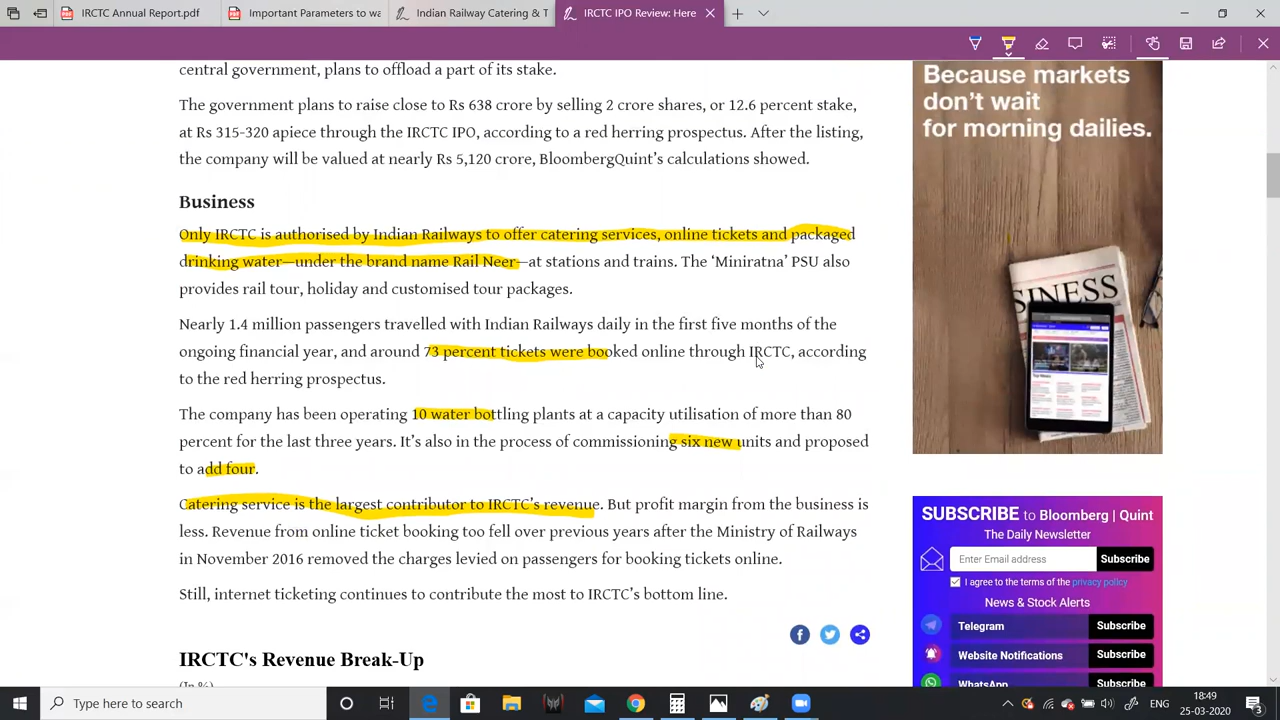 IRCTC Annual Report.pdf
PDF
Important Parameters to
Indian Railway Catering & T
IRCTC IPO Review: Here
central government, plans to offload a part of its stake.
The government plans to raise close to Rs 638 crore by selling 2 crore shares, or 12.6 percent stake,
at Rs 315-320 apiece through the IRCTC IPO, according to a red herring prospectus. After the listing,
the company will be valued at nearly Rs 5,120 crore, BloombergQuint’s calculations showed.
Business
Only IRCTC is authorised by Indian Railways to offer catering services, online tickets and packaged
drinking water—under the brand name Rail Neer—at stations and trains. The ‘Miniratna’ PSU also
provides rail tour, holiday and customised tour packages.
Nearly 1.4 million passengers travelled with Indian Railways daily in the first five months of the
ongoing financial year, and around 73 percent tickets were booked online through IRCTC, according
to the red herring prospectus.
The company has been operating 10 water bottling plants at a capacity utilisation of more than 80
percent for the last three years. It’s also in the process of commissioning six new units and proposed
to add four.
Catering service is the largest contributor to IRCTC’s revenue. But profit margin from the business is
less. Revenue from online ticket booking too fell over previous years after the Ministry of Railways
in November 2016 removed the charges levied on passengers for booking tickets online.
Still, internet ticketing continues to contribute the most to IRCTC’s bottom line.
IRCTC's Revenue Break-Up
(In %)
Because markets
don’t wait
for morning dailies.
SINESS
SUBSCRIBE to Bloomberg | Quint
The Daily Newsletter
Enter Email address
Subscribe
I agree to the terms of the privacy policy
News & Stock Alerts
Telegram
Subscribe
Website Notifications
Subscribe
WhatsApp
Subscribe
Type here to search
ENG
18:49
25-03-2020
3